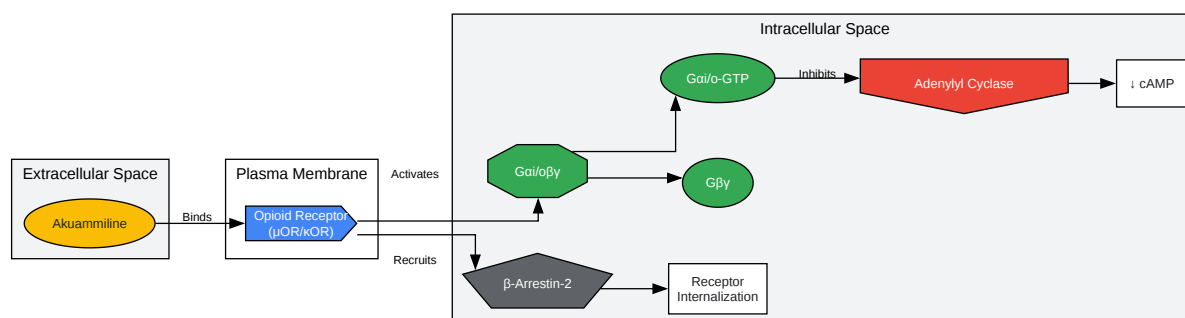 Intracellular Space
Gαi/o-GTP
Inhibits
Adenylyl Cyclase
↓ cAMP
Extracellular Space
Plasma Membrane
Activates
Gαi/oβγ
Gβγ
Akuammiline
Binds
Opioid Receptor
(μOR/κOR)
Recruits
β-Arrestin-2
Receptor
Internalization